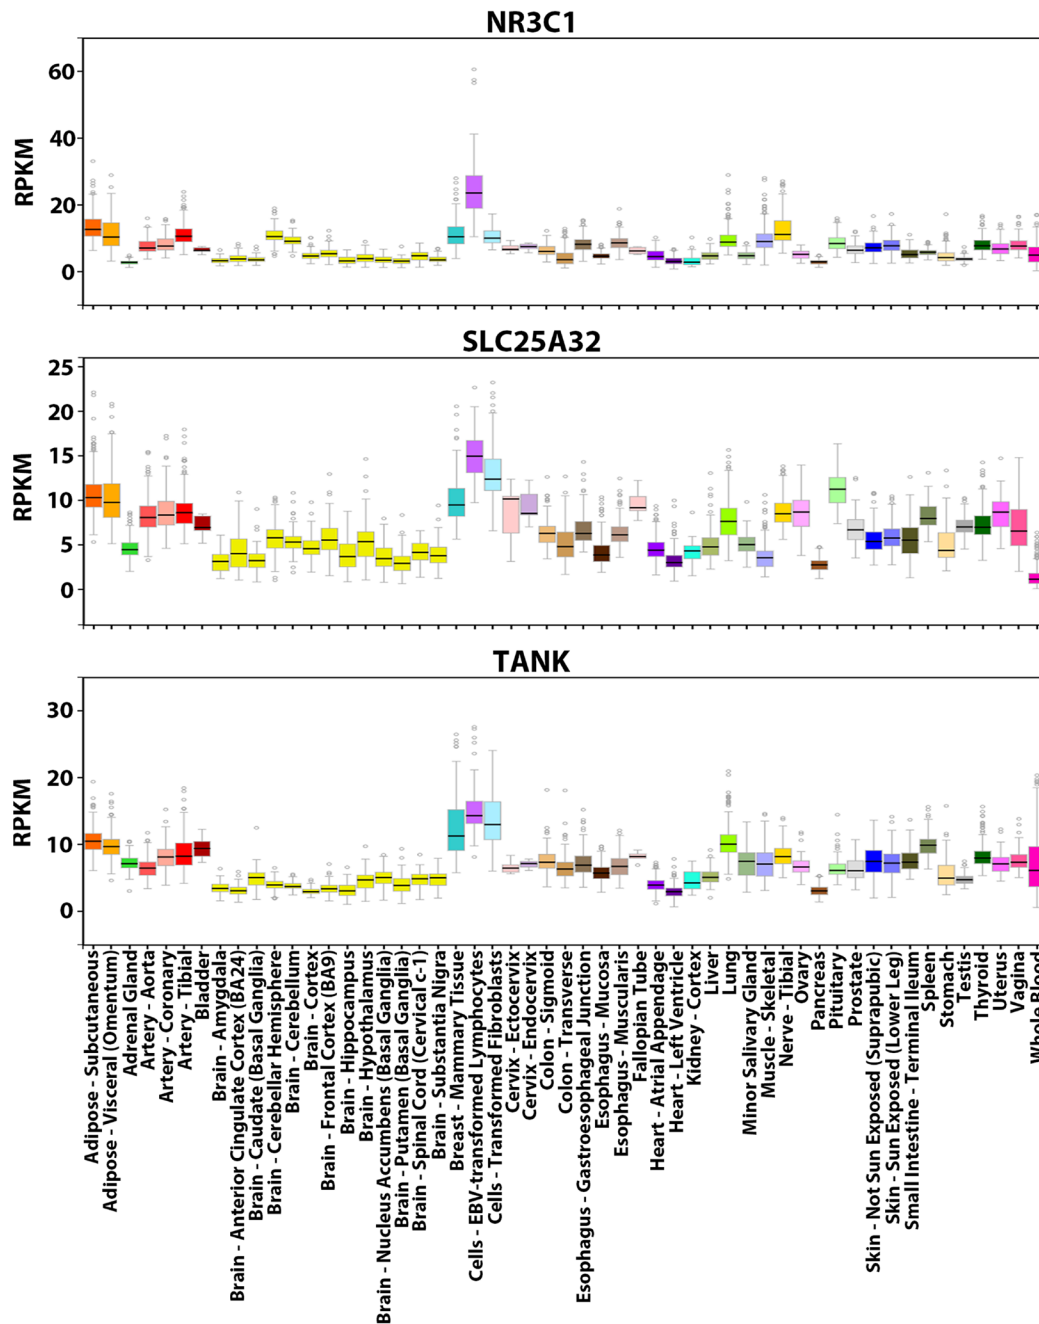 NR3C1
RPKM
60
40
20
0
SLC25A32
RPKM
25
20
15
10
5
0
TANK
RPKM
30
20
10
0
Adipose - Subcutaneous
Adipose - Visceral (Omentum)
Adrenal Gland
Artery - Aorta
Artery - Coronary
Artery - Tibial
Bladder
Brain - Amygdala
Brain - Anterior Cingulate Cortex (BA24)
Brain - Caudate (Basal Ganglia)
Brain - Cerebellar Hemisphere
Brain - Cerebellum
Brain - Cortex
Brain - Frontal Cortex (BA9)
Brain - Hippocampus
Brain - Hypothalamus
Brain - Nucleus Accumbens (Basal Ganglia)
Brain - Putamen (Basal Ganglia)
Brain - Spinal Cord (Cervical c-1)
Brain - Substantia Nigra
Breast - Mammary Tissue
Cells - EBV-transformed Lymphocytes
Cells - Transformed Fibroblasts
Cervix - Ectocervix
Cervix - Endocervix
Colon - Sigmoid
Colon - Transverse
Esophagus - Gastroesophageal Junction
Esophagus - Mucosa
Esophagus - Muscularis
Fallopian Tube
Heart - Atrial Appendage
Heart - Left Ventricle
Kidney - Cortex
Liver
Lung
Minor Salivary Gland
Muscle - Skeletal
Nerve - Tibial
Ovary
Pancreas
Pituitary
Prostate
Skin - Not Sun Exposed (Suprapubic)
Skin - Sun Exposed (Lower Leg)
Small Intestine - Terminal Ileum
Spleen
Stomach
Testis
Thyroid
Uterus
Vagina
Whole Blood